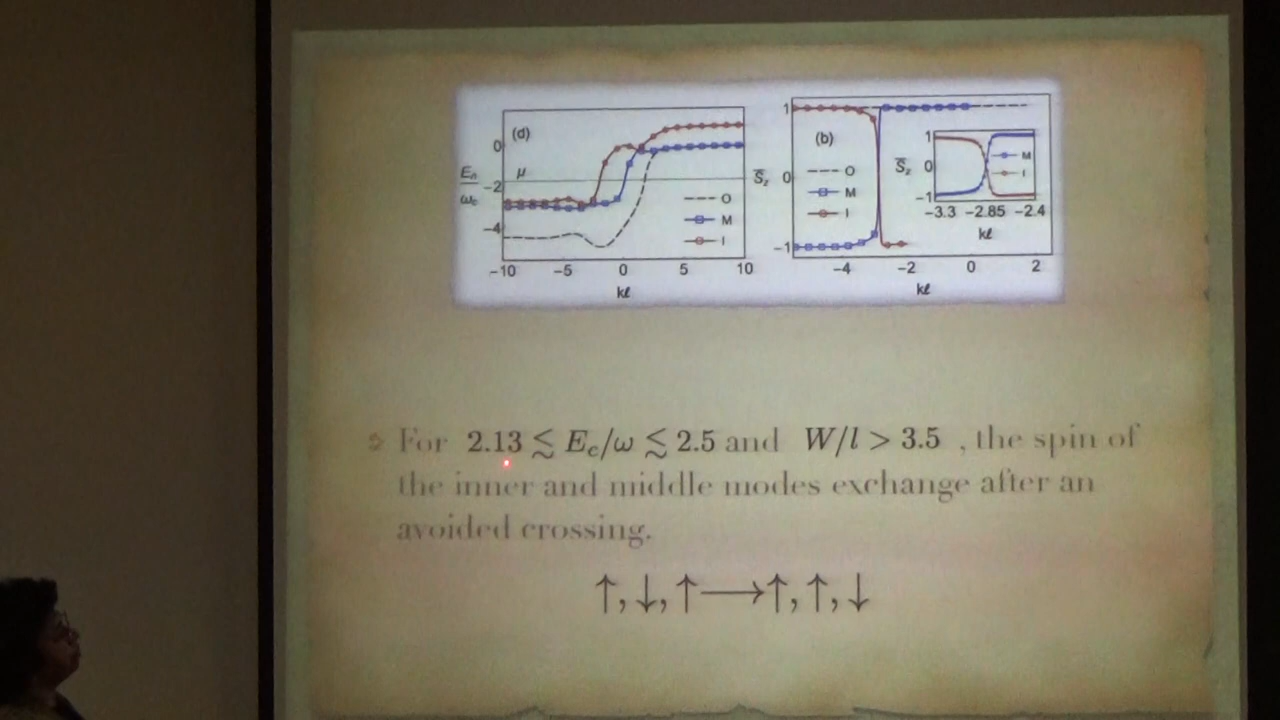 (d)
0
−2
−4
Eₙ/ω_c
μ
O
M
I
−10 −5 0 5 10
kℓ
(b)
1
0
−1
S̅_z
O
M
I
−4 −2 0 2
kℓ
1
0
−1
S̅_z
M
I
−3.3 −2.85 −2.4
kℓ
For 2.13 ≲ E_c/ω ≲ 2.5 and W/l > 3.5 , the spin of
the inner and middle modes exchange after an
avoided crossing.
↑, ↓, ↑ ⟶ ↑, ↑, ↓